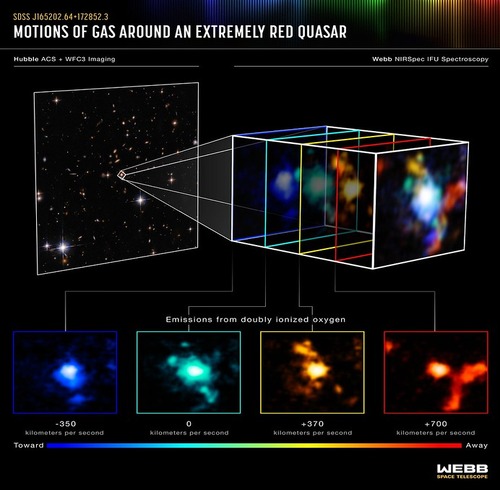 SDSS J165202.64+172852.3
MOTIONS OF GAS AROUND AN EXTREMELY RED QUASAR
Hubble ACS + WFC3 Imaging
Webb NIRSpec IFU Spectroscopy
Emissions from doubly ionized oxygen
-350
kilometers per second
0
kilometers per second
+370
kilometers per second
+700
kilometers per second
Toward
Away
WEBB
SPACE TELESCOPE